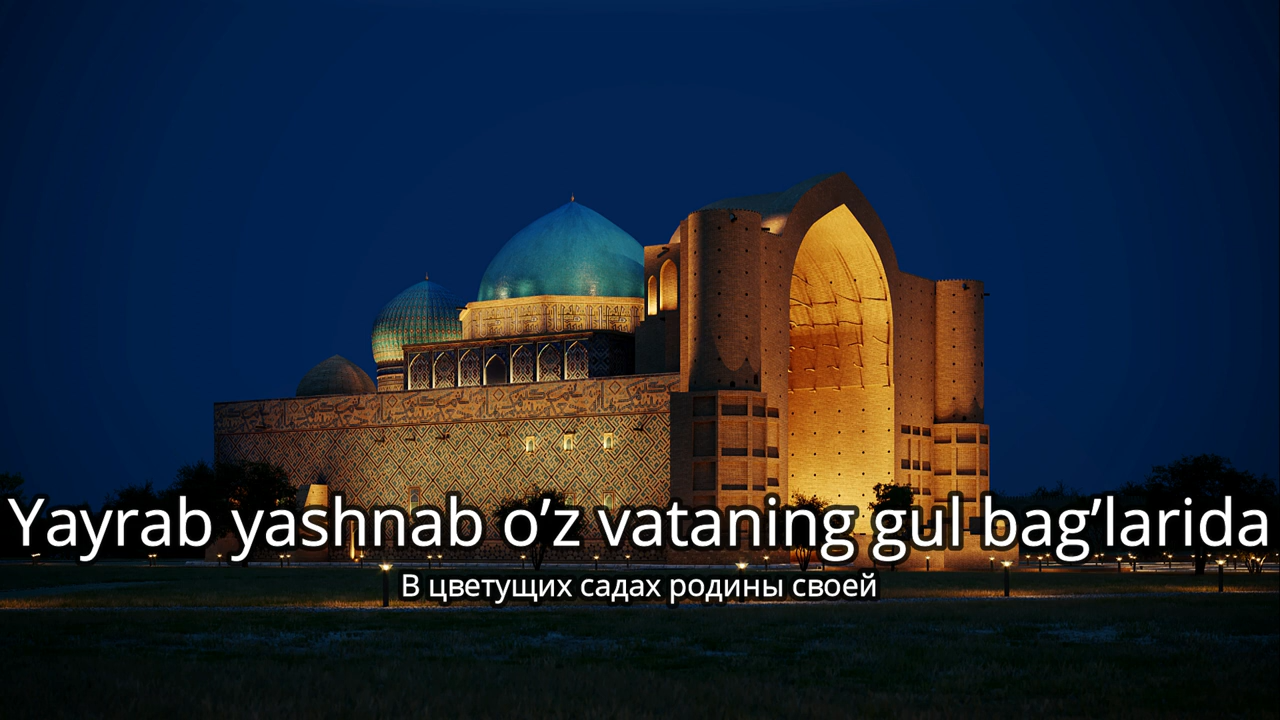 Yayrab yashnab o’z vataning gul bag’larida
В цветущих садах родины своей